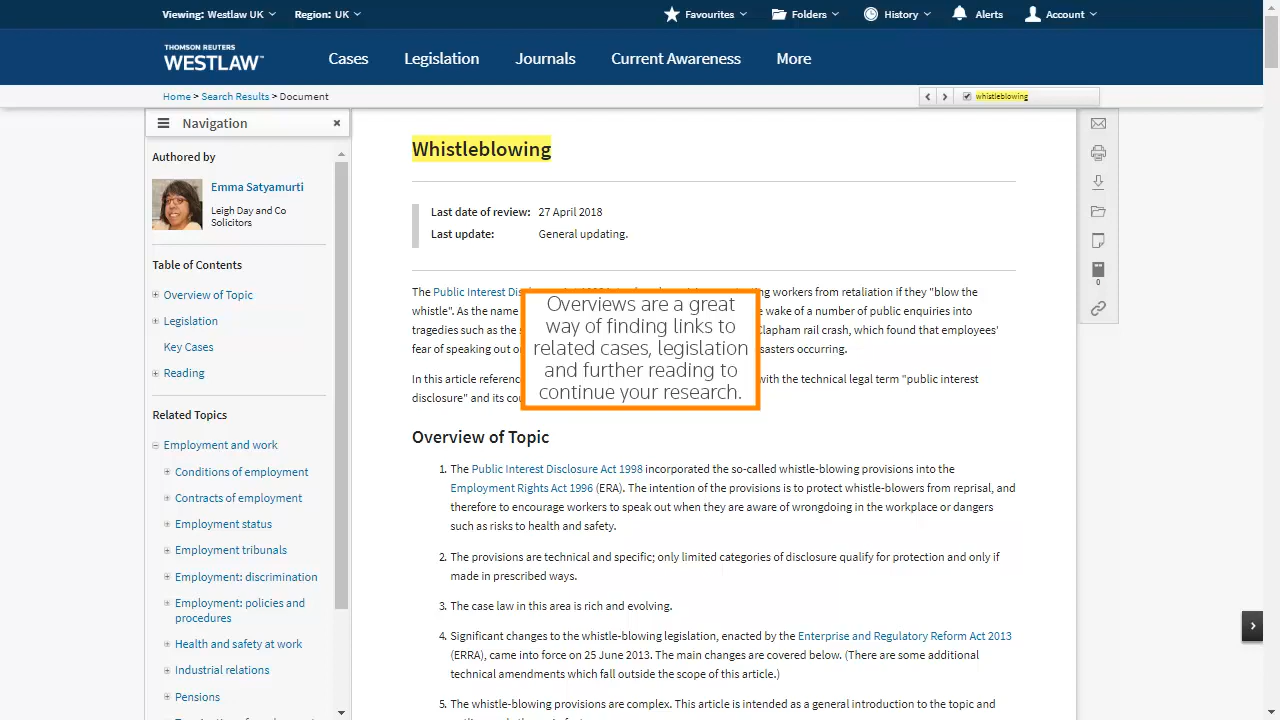 Viewing: Westlaw UK Region: UK Favourites Folders History Alerts Account
THOMSON REUTERS
WESTLAW™ Cases Legislation Journals Current Awareness More
Home > Search Results > Document whistleblowing
Navigation
Authored by
Emma Satyamurti
Leigh Day and Co
Solicitors
Table of Contents
Overview of Topic
Legislation
Key Cases
Reading
Related Topics
Employment and work
Conditions of employment
Contracts of employment
Employment status
Employment tribunals
Employment: discrimination
Employment: policies and
procedures
Health and safety at work
Industrial relations
Pensions
Whistleblowing
Last date of review: 27 April 2018
Last update: General updating.
The Public Interest workers from retaliation if they "blow the
whistle". As the name wake of a number of public enquiries into
tragedies such as the Clapham rail crash, which found that employees'
fear of speaking out occurring.
In this article with the technical legal term "public interest
disclosure" and its
Overviews are a great
way of finding links to
related cases, legislation
and further reading to
continue your research.
Overview of Topic
1. The Public Interest Disclosure Act 1998 incorporated the so-called whistle-blowing provisions into the
Employment Rights Act 1996 (ERA). The intention of the provisions is to protect whistle-blowers from reprisal, and
therefore to encourage workers to speak out when they are aware of wrongdoing in the workplace or dangers
such as risks to health and safety.
2. The provisions are technical and specific; only limited categories of disclosure qualify for protection and only if
made in prescribed ways.
3. The case law in this area is rich and evolving.
4. Significant changes to the whistle-blowing legislation, enacted by the Enterprise and Regulatory Reform Act 2013
(ERRA), came into force on 25 June 2013. The main changes are covered below. (There are some additional
technical amendments which fall outside the scope of this article.)
5. The whistle-blowing provisions are complex. This article is intended as a general introduction to the topic and
0